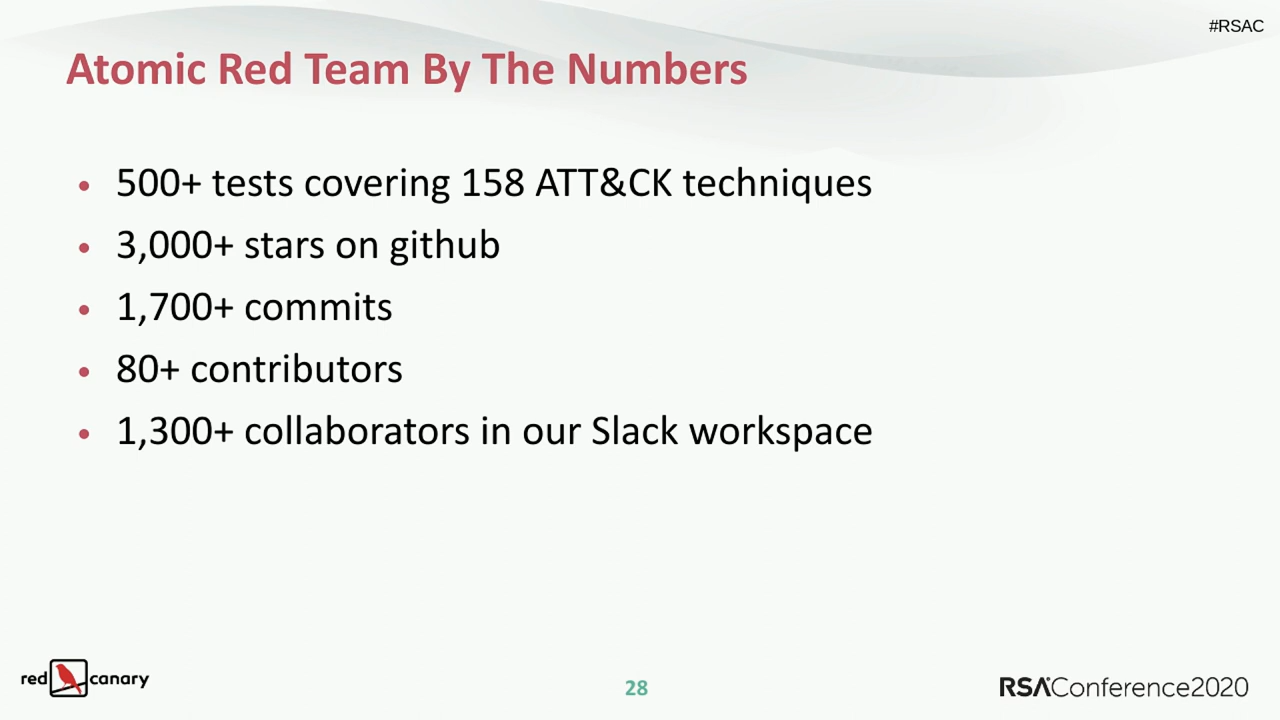 #RSAC
Atomic Red Team By The Numbers
• 500+ tests covering 158 ATT&CK techniques
• 3,000+ stars on github
• 1,700+ commits
• 80+ contributors
• 1,300+ collaborators in our Slack workspace
red canary
28
RSAConference2020